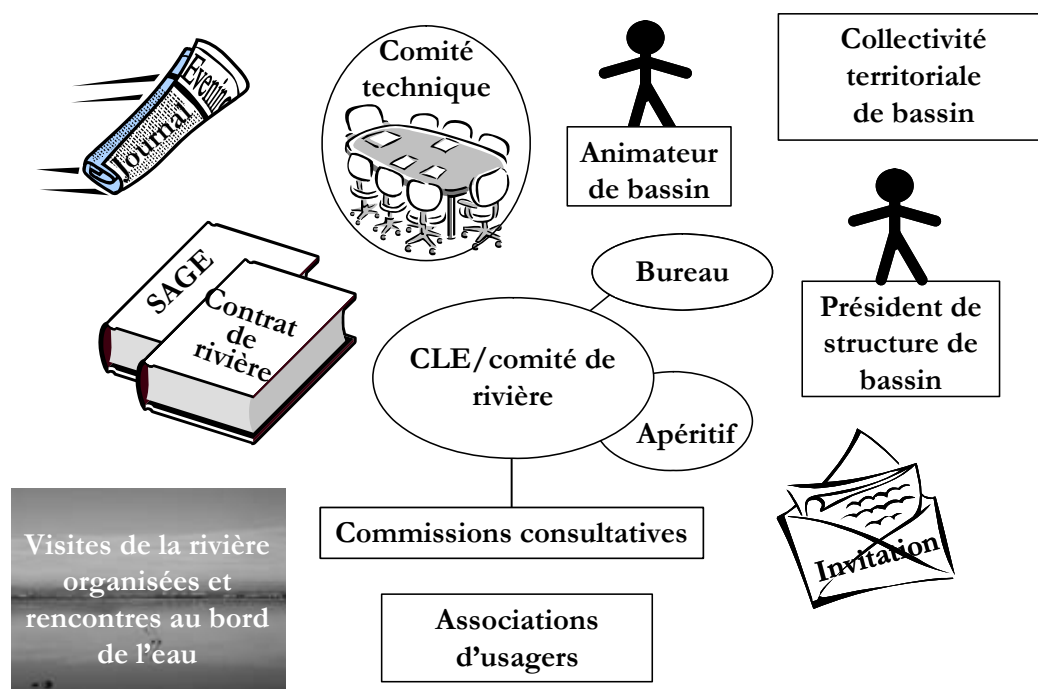 Evening
Journal
Comité
technique
Animateur
de bassin
Collectivité
territoriale
de bassin
SAGE
Contrat
de
rivière
Bureau
Président de
structure de
bassin
CLE/comité de
rivière
Apéritif
Commissions consultatives
Invitation
Visites de la rivière
organisées et
rencontres au bord
de l’eau
Associations
d’usagers